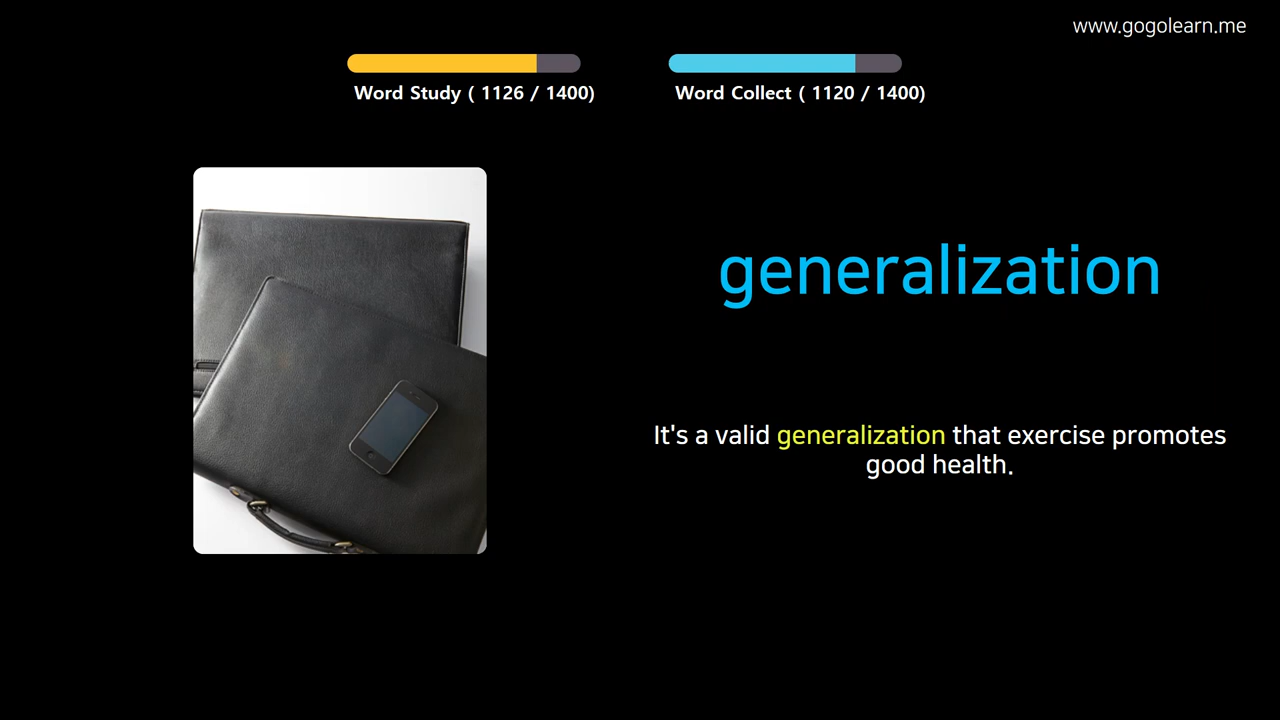 www.gogolearn.me
Word Study ( 1126 / 1400)
Word Collect ( 1120 / 1400)
generalization
It's a valid generalization that exercise promotes
good health.